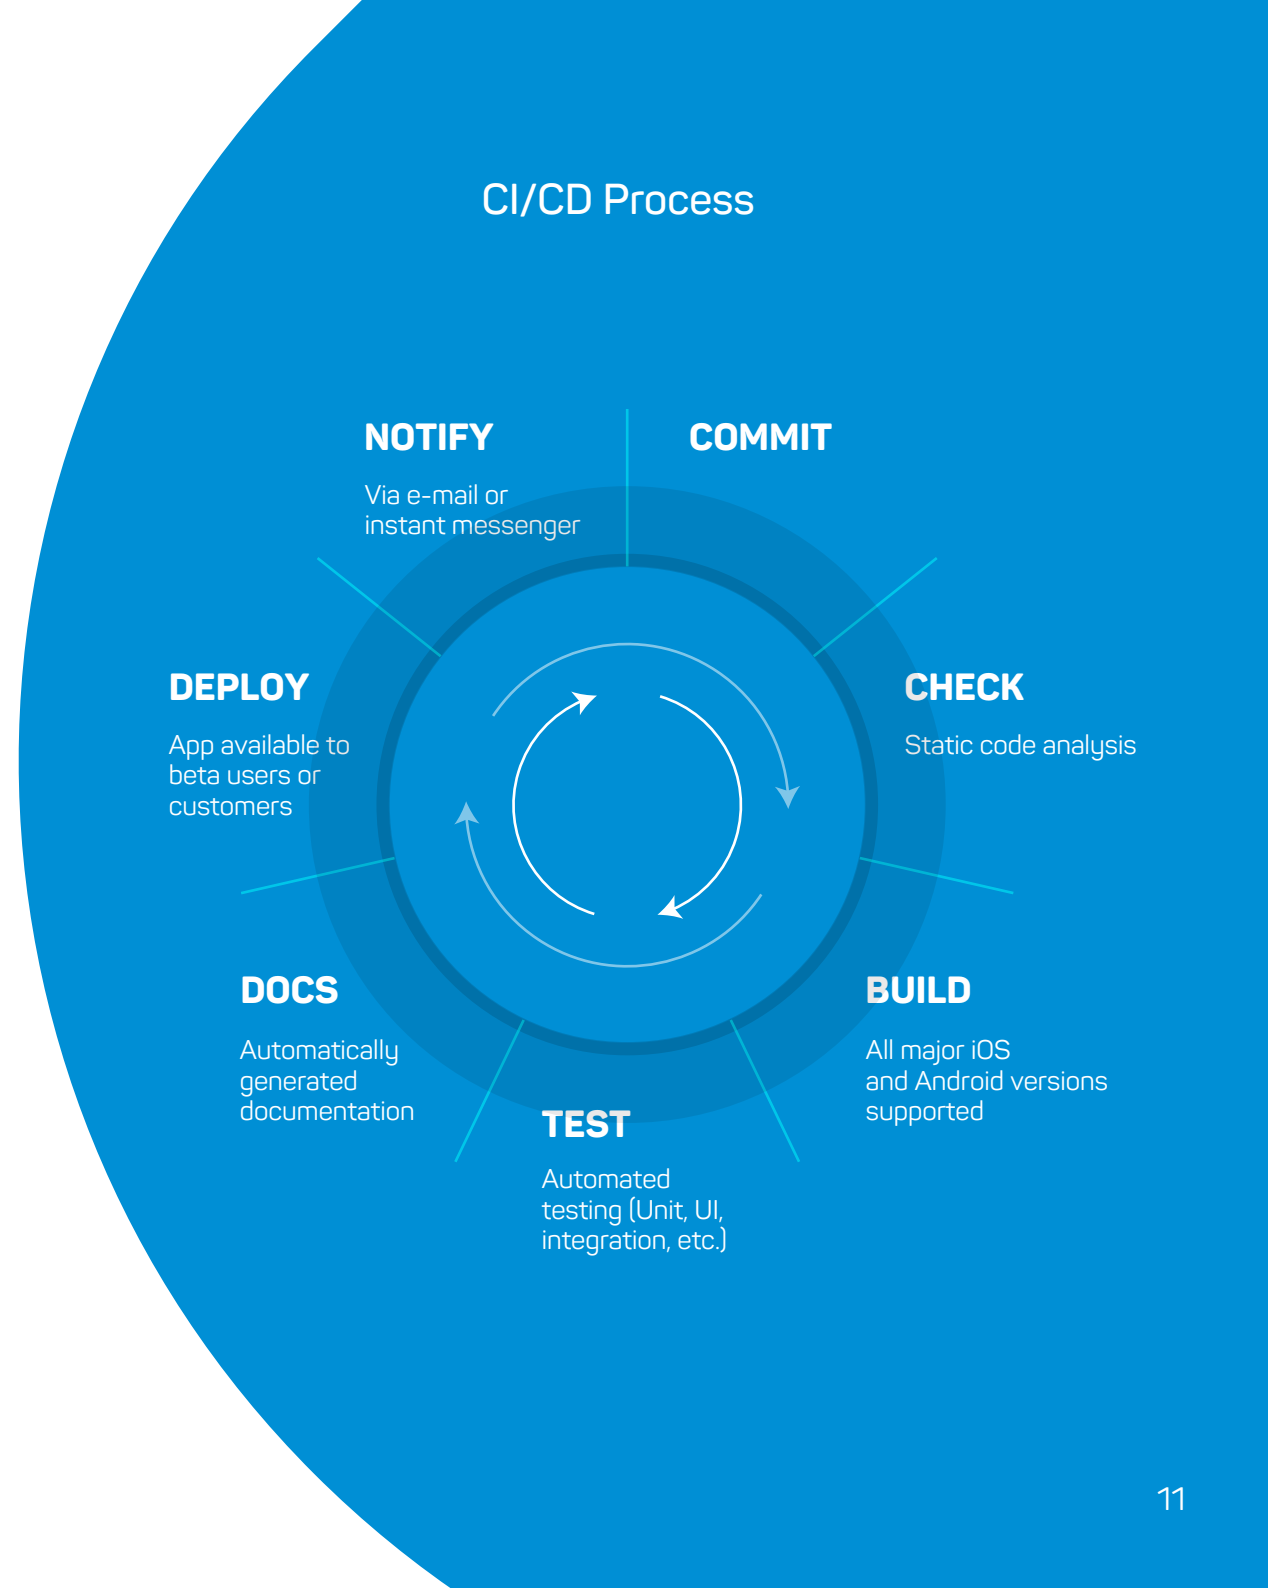 CI/CD Process
NOTIFY
Via e-mail or
instant messenger
COMMIT
DEPLOY
App available to
beta users or
customers
CHECK
Static code analysis
DOCS
Automatically
generated
documentation
BUILD
All major iOS
and Android versions
supported
TEST
Automated
testing (Unit, UI,
integration, etc.)
11